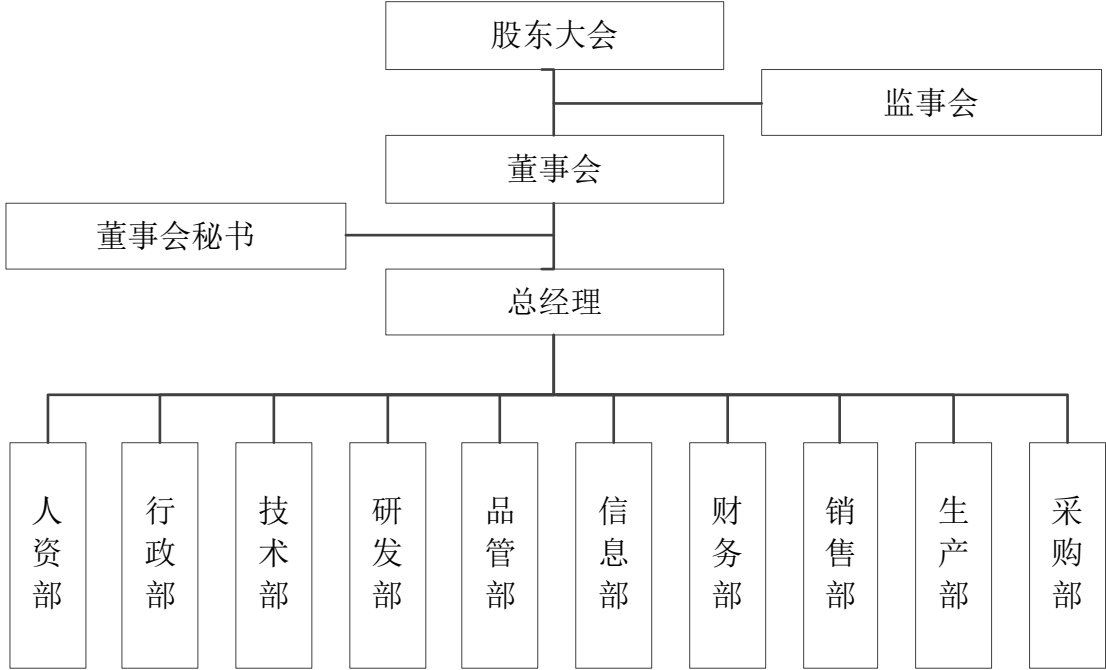 股东大会
监事会
董事会
董事会秘书
总经理
人资部
行政部
技术部
研发部
品管部
信息部
财务部
销售部
生产部
采购部